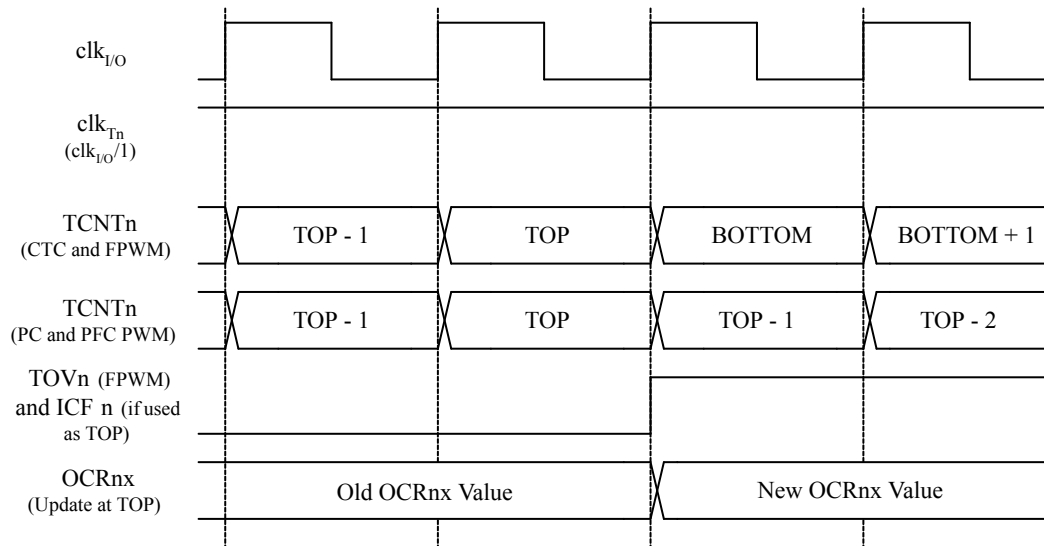 clkI/O
clkTn
(clkI/O/1)
TCNTn
(CTC and FPWM)
TOP - 1 TOP BOTTOM BOTTOM + 1
TCNTn
(PC and PFC PWM)
TOP - 1 TOP TOP - 1 TOP - 2
TOVn (FPWM)
and ICF n (if used
as TOP)
OCRnx
(Update at TOP)
Old OCRnx Value New OCRnx Value